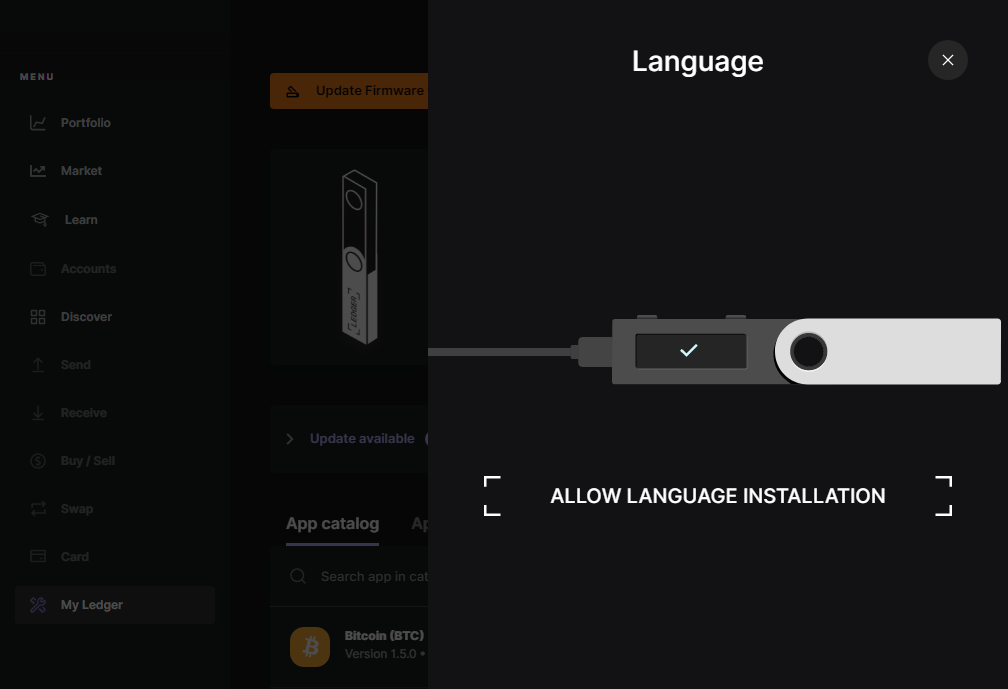 MENU
Portfolio
Market
Learn
Accounts
Discover
Send
Receive
Buy / Sell
Swap
Card
My Ledger
Update Firmware
LEDGER
Update available
App catalog
Ap
Search app in cat
Bitcoin (BTC)
Version 1.5.0 •
Language
ALLOW LANGUAGE INSTALLATION